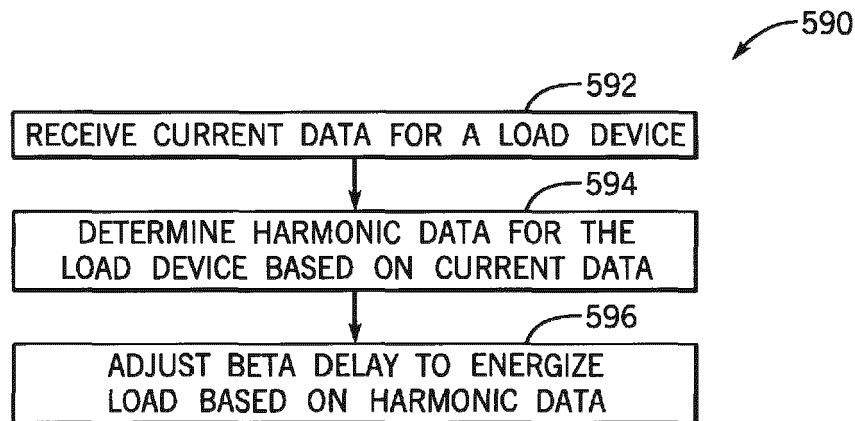 590
592
RECEIVE CURRENT DATA FOR A LOAD DEVICE
594
DETERMINE HARMONIC DATA FOR THE
LOAD DEVICE BASED ON CURRENT DATA
596
ADJUST BETA DELAY TO ENERGIZE
LOAD BASED ON HARMONIC DATA